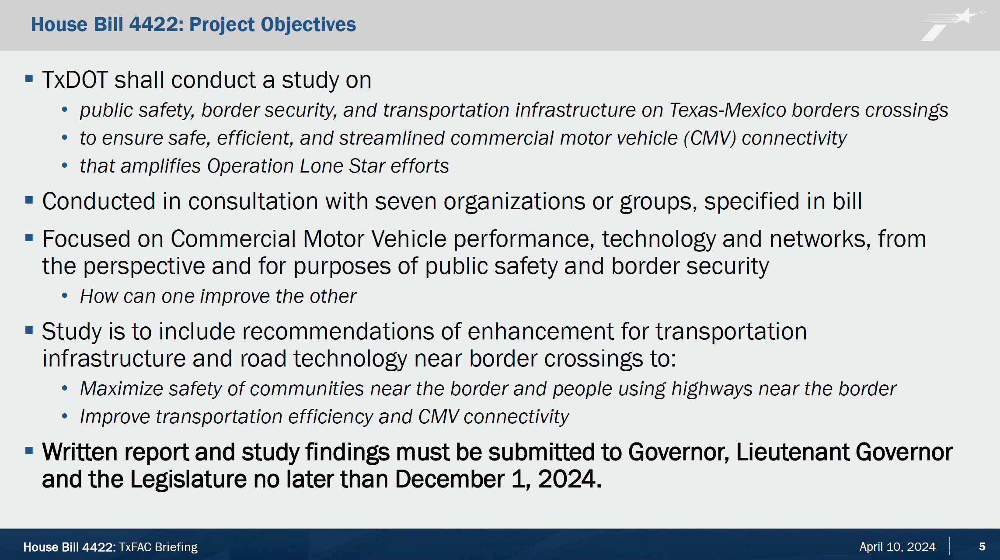 House Bill 4422: Project Objectives
®
▪ TxDOT shall conduct a study on
• public safety, border security, and transportation infrastructure on Texas-Mexico borders crossings
• to ensure safe, efficient, and streamlined commercial motor vehicle (CMV) connectivity
• that amplifies Operation Lone Star efforts
▪ Conducted in consultation with seven organizations or groups, specified in bill
▪ Focused on Commercial Motor Vehicle performance, technology and networks, from
the perspective and for purposes of public safety and border security
• How can one improve the other
▪ Study is to include recommendations of enhancement for transportation
infrastructure and road technology near border crossings to:
• Maximize safety of communities near the border and people using highways near the border
• Improve transportation efficiency and CMV connectivity
▪ Written report and study findings must be submitted to Governor, Lieutenant Governor
and the Legislature no later than December 1, 2024.
House Bill 4422: TxFAC Briefing
April 10, 2024
5